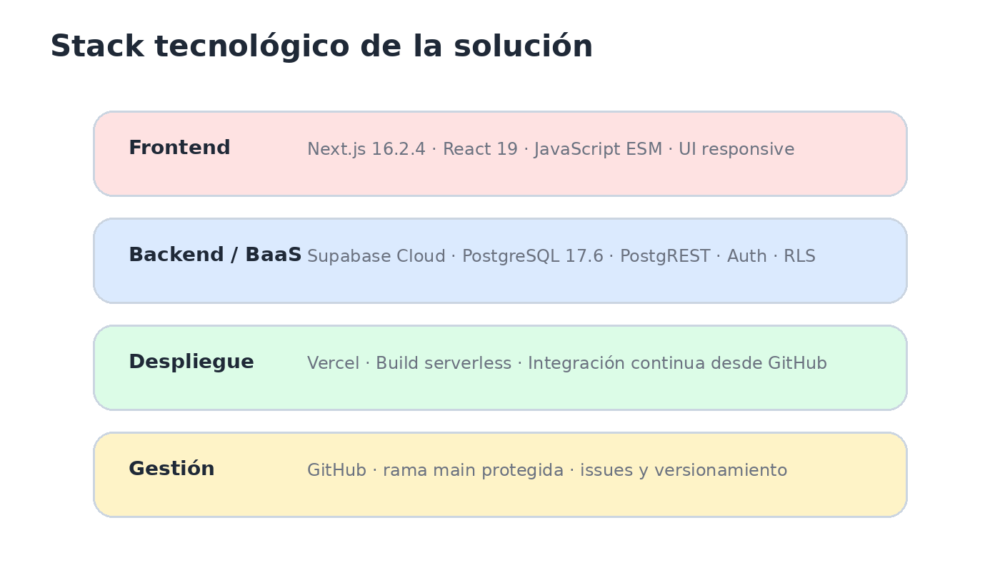 Stack tecnológico de la solución
Frontend Next.js 16.2.4 · React 19 · JavaScript ESM · UI responsive
Backend / BaaS Supabase Cloud · PostgreSQL 17.6 · PostgREST · Auth · RLS
Despliegue Vercel · Build serverless · Integración continua desde GitHub
Gestión GitHub · rama main protegida · issues y versionamiento